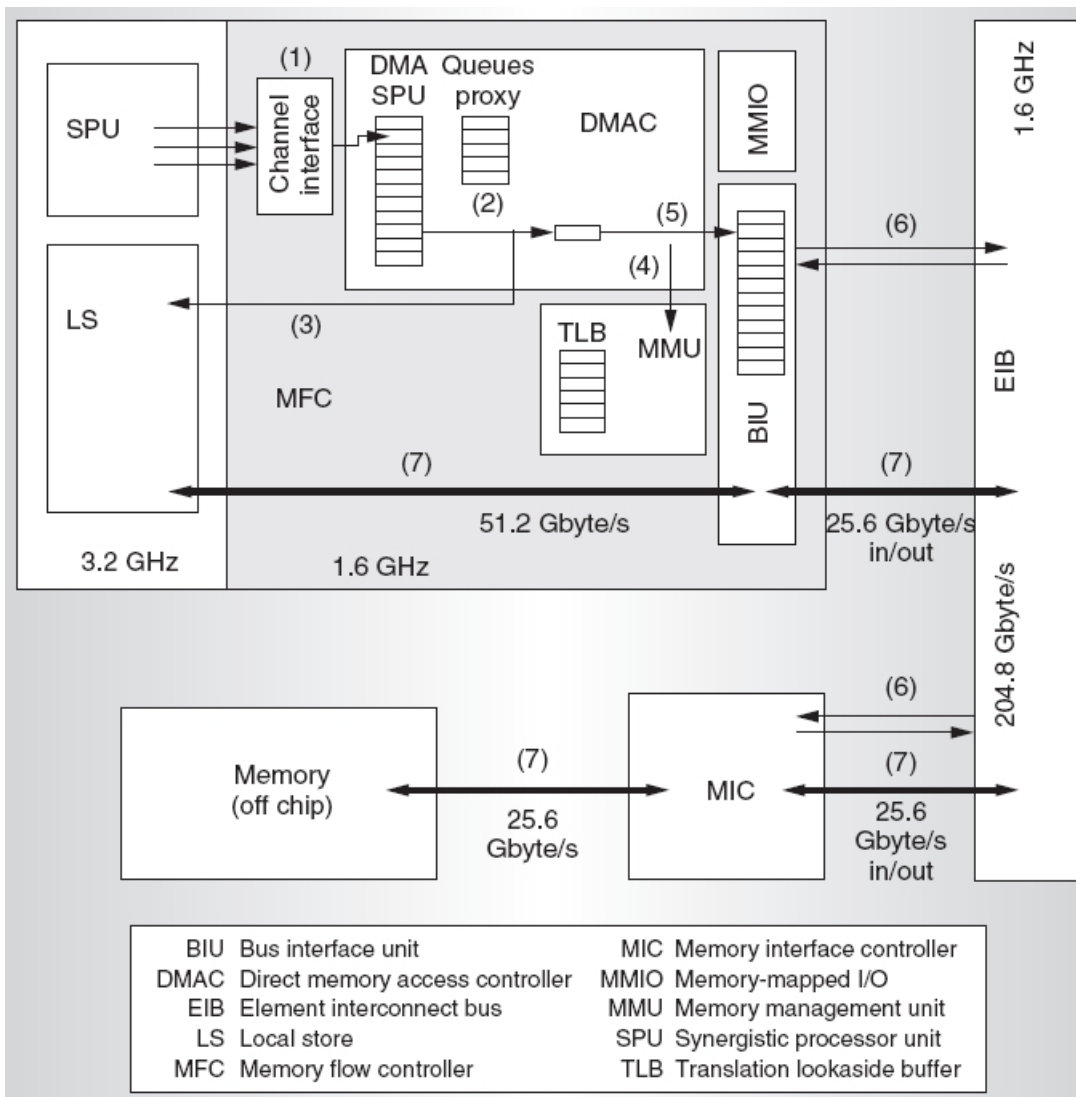 (1)
DMA Queues
SPU proxy
SPU
Channel
interface
DMAC
MMIO
1.6 GHz
(2)
(5)
(6)
(4)
LS
(3)
TLB
MMU
EIB
MFC
BIU
(7)
(7)
51.2 Gbyte/s
25.6 Gbyte/s
in/out
3.2 GHz
1.6 GHz
204.8 Gbyte/s
(6)
Memory
(off chip)
(7)
25.6
Gbyte/s
MIC
(7)
25.6
Gbyte/s
in/out
BIU Bus interface unit
DMAC Direct memory access controller
EIB Element interconnect bus
LS Local store
MFC Memory flow controller
MIC Memory interface controller
MMIO Memory-mapped I/O
MMU Memory management unit
SPU Synergistic processor unit
TLB Translation lookaside buffer